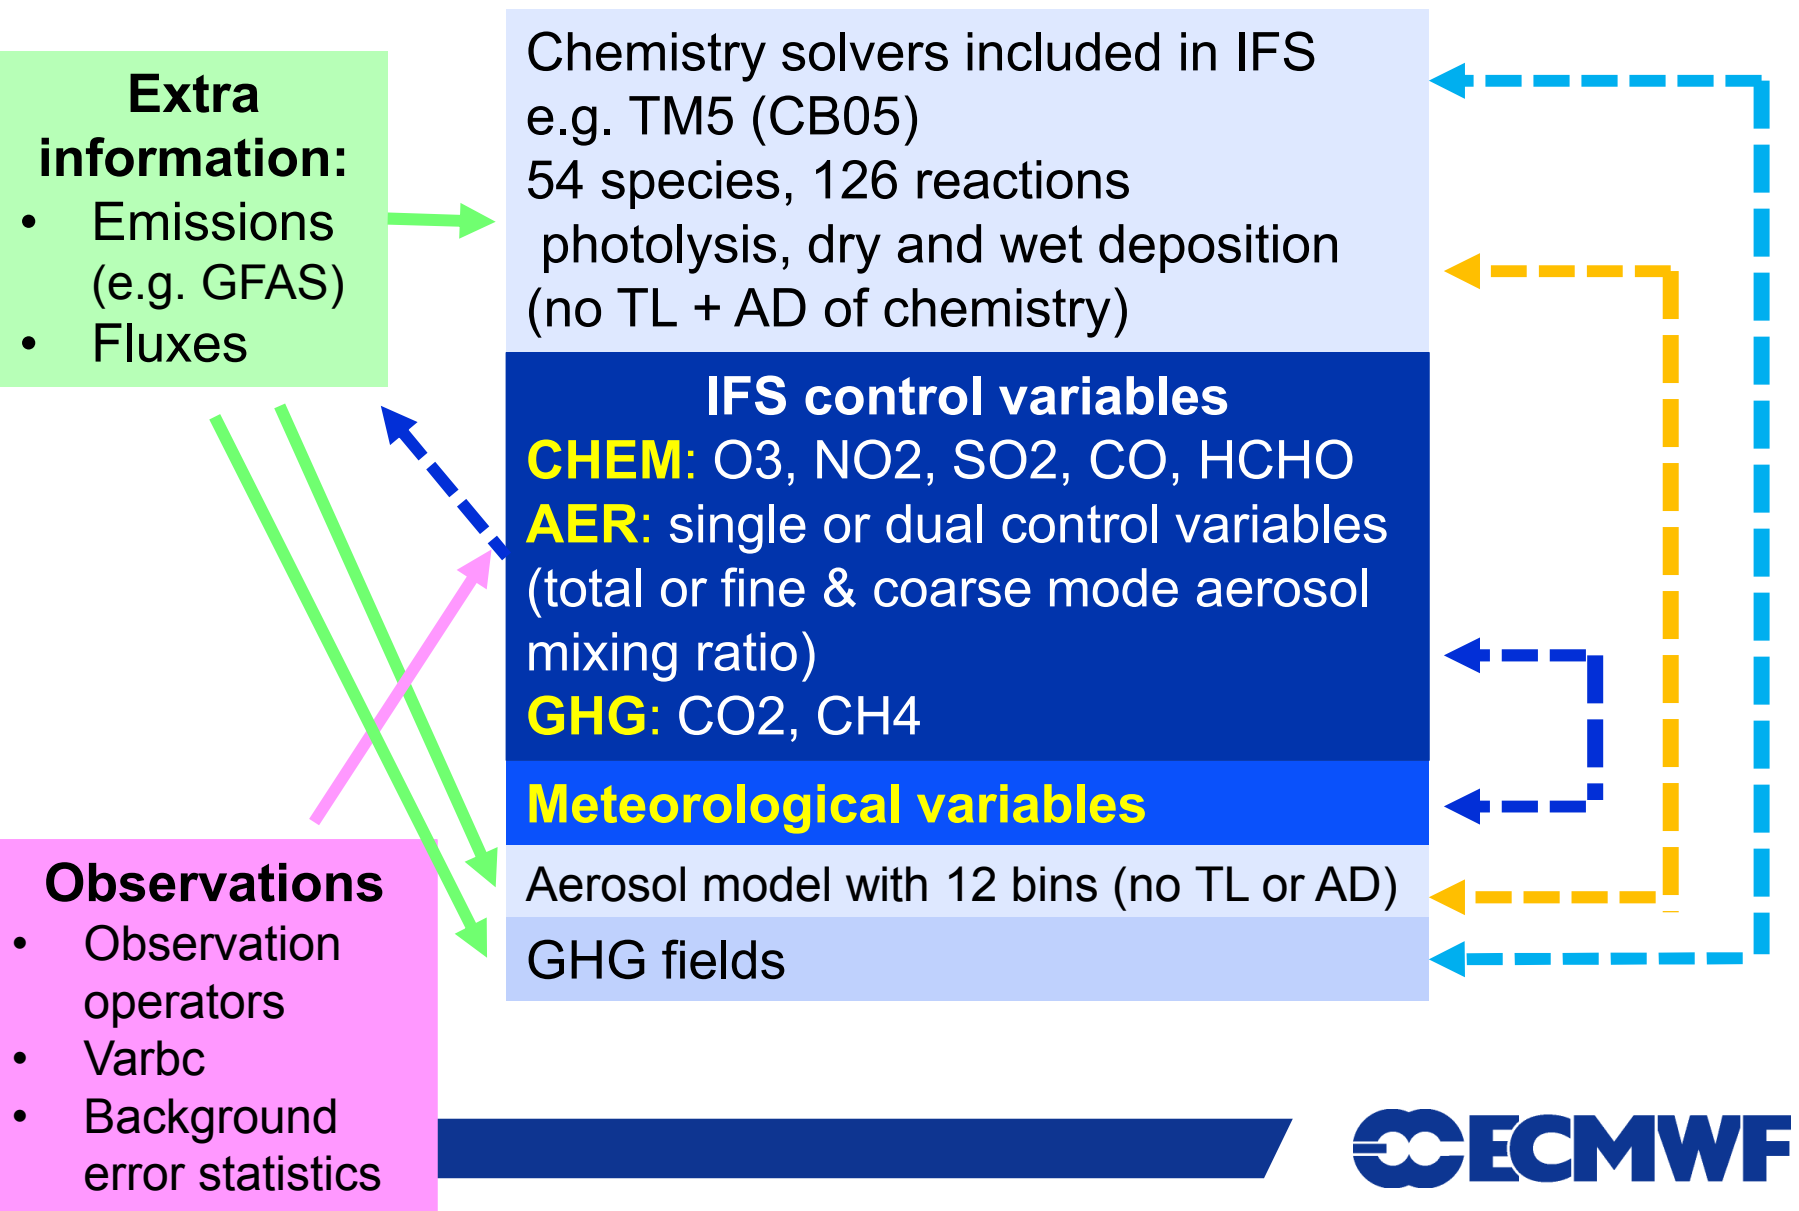 Extra
information:
• Emissions
(e.g. GFAS)
• Fluxes
Chemistry solvers included in IFS
e.g. TM5 (CB05)
54 species, 126 reactions
photolysis, dry and wet deposition
(no TL + AD of chemistry)
IFS control variables
CHEM: O3, NO2, SO2, CO, HCHO
AER: single or dual control variables
(total or fine & coarse mode aerosol
mixing ratio)
GHG: CO2, CH4
Meteorological variables
Aerosol model with 12 bins (no TL or AD)
GHG fields
Observations
• Observation
operators
• Varbc
• Background
error statistics
ECMWF